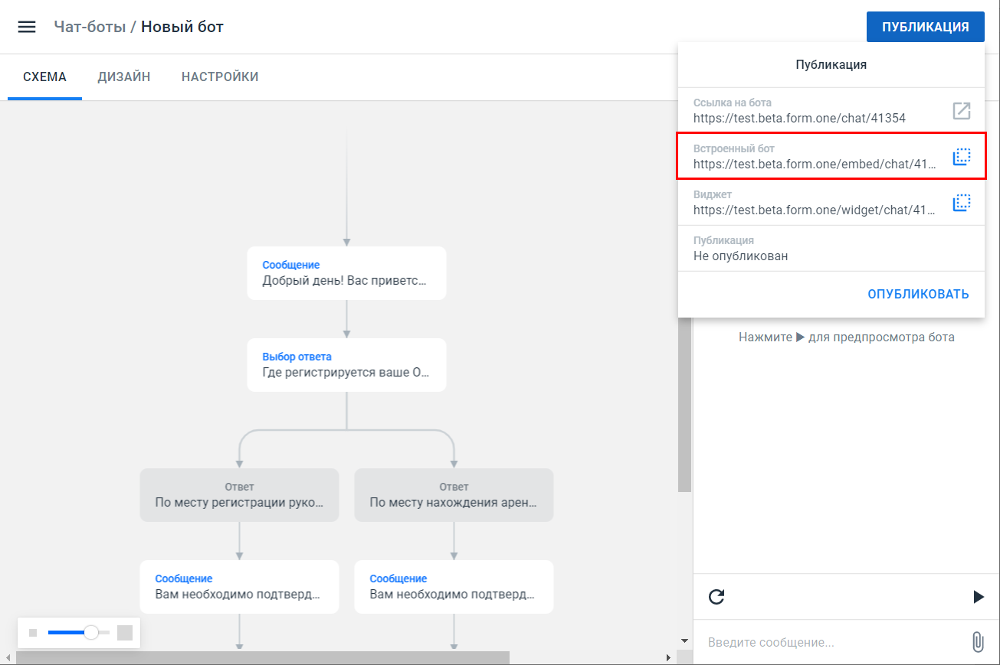 Чат-боты / Новый бот
ПУБЛИКАЦИЯ
СХЕМА
ДИЗАЙН
НАСТРОЙКИ
Публикация
Ссылка на бота
https://test.beta.form.one/chat/41354
Встроенный бот
https://test.beta.form.one/embed/chat/41...
Виджет
https://test.beta.form.one/widget/chat/41...
Публикация
Не опубликован
ОПУБЛИКОВАТЬ
Сообщение
Добрый день! Вас приветс...
Выбор ответа
Где регистрируется ваше О...
Ответ
По месту регистрации руко...
Ответ
По месту нахождения арен...
Сообщение
Вам необходимо подтверд...
Сообщение
Вам необходимо подтверд...
Нажмите ▶ для предпросмотра бота
Введите сообщение...